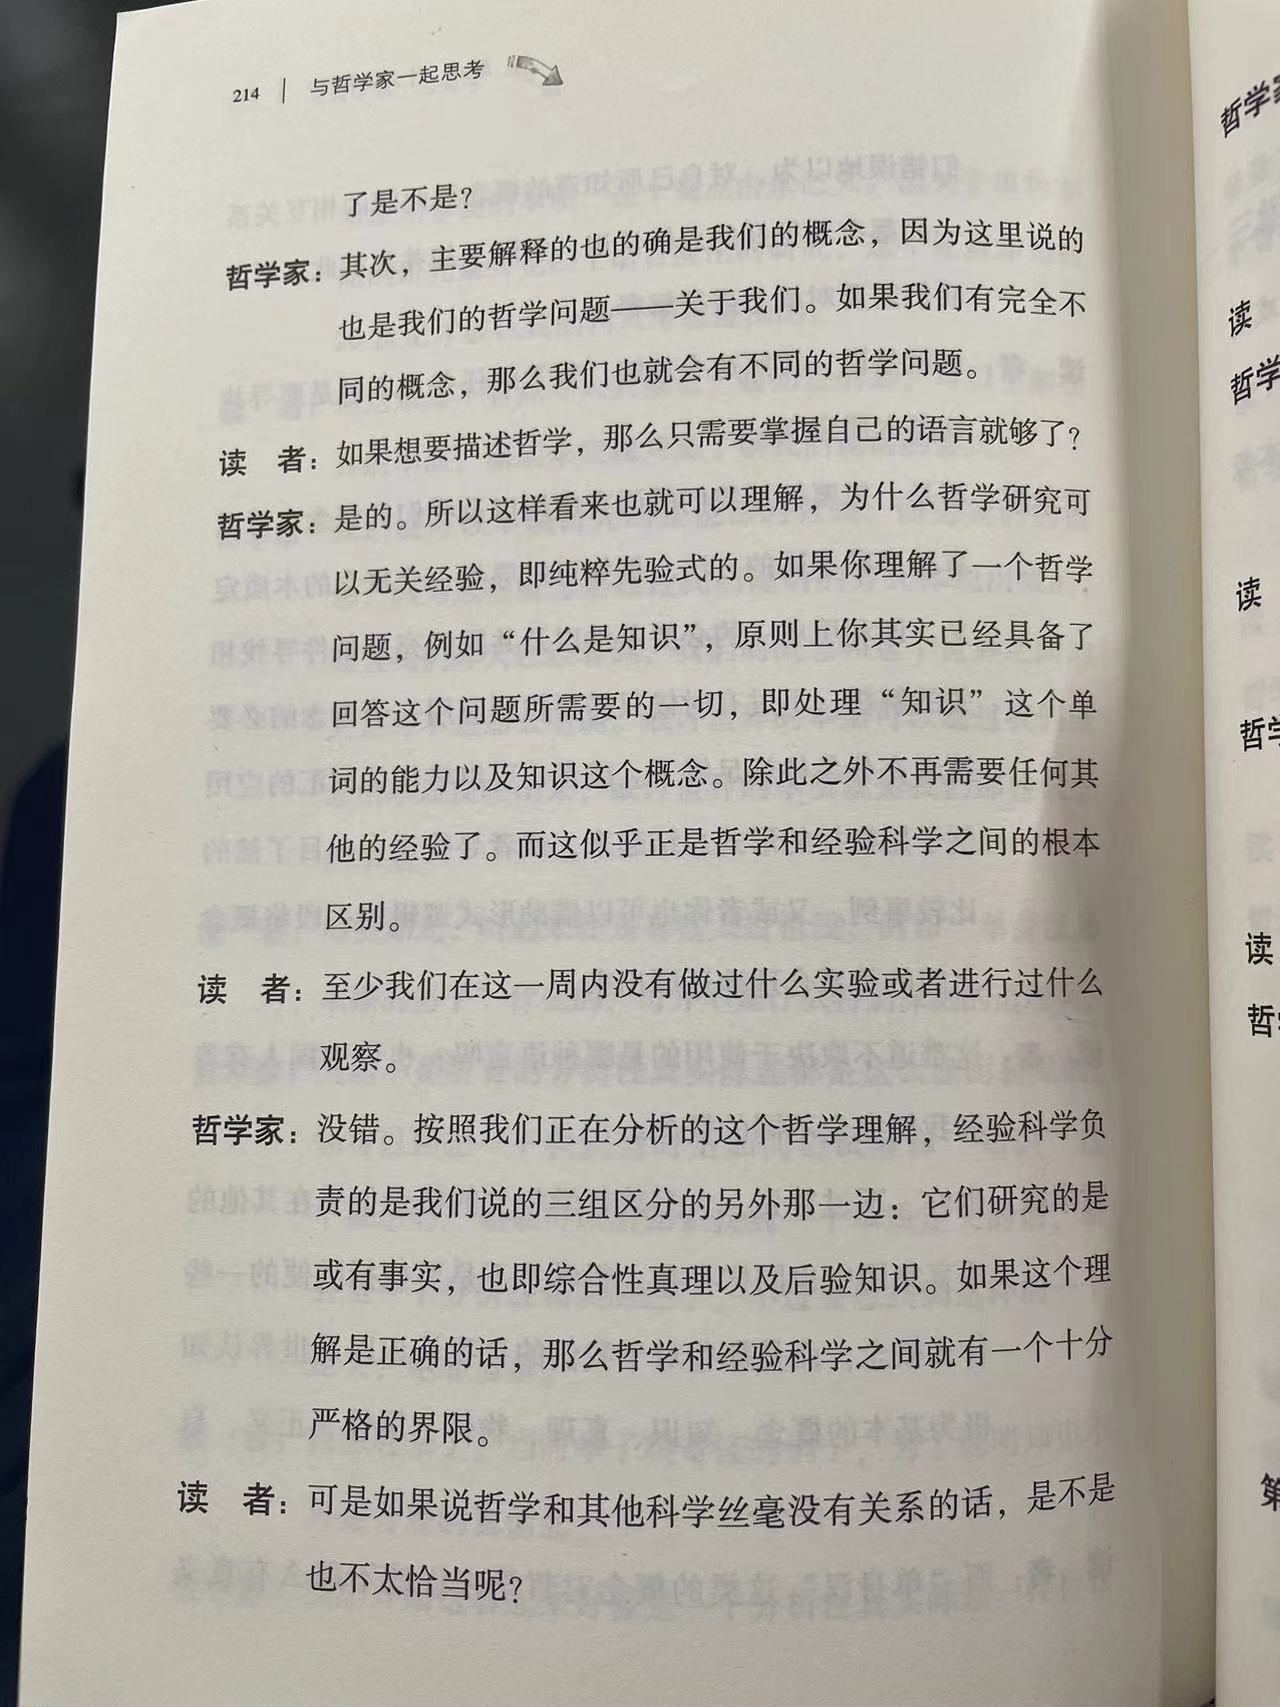 214 | 与哲学家一起思考
了是不是？
哲学家：其次，主要解释的也的确是我们的概念，因为这里说的
也是我们的哲学问题——关于我们。如果我们有完全不
同的概念，那么我们也就会有不同的哲学问题。
读 者：如果想要描述哲学，那么只需要掌握自己的语言就够了？
哲学家：是的。所以这样看来也就可以理解，为什么哲学研究可
以无关经验，即纯粹先验式的。如果你理解了一个哲学
问题，例如“什么是知识”，原则上你其实已经具备了
回答这个问题所需要的一切，即处理“知识”这个单
词的能力以及知识这个概念。除此之外不再需要任何其
他的经验了。而这似乎正是哲学和经验科学之间的根本
区别。
读 者：至少我们在这一周内没有做过什么实验或者进行过什么
观察。
哲学家：没错。按照我们正在分析的这个哲学理解，经验科学负
责的是我们说的三组区分的另外那一边：它们研究的是
或有事实，也即综合性真理以及后验知识。如果这个理
解是正确的话，那么哲学和经验科学之间就有一个十分
严格的界限。
读 者：可是如果说哲学和其他科学丝毫没有关系的话，是不是
也不太恰当呢？
哲学家
读
哲学
读
哲学
读
哲
第